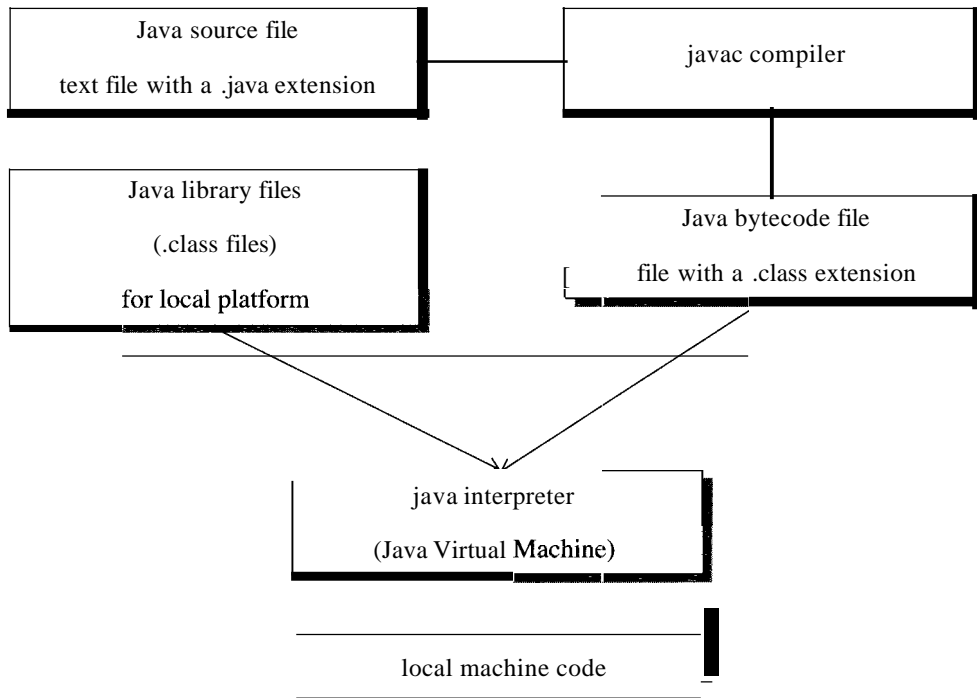 Java source file
text file with a .java extension
javac compiler
Java library files
(.class files)
for local platform
Java bytecode file
file with a .class extension
java interpreter
(Java Virtual Machine)
local machine code